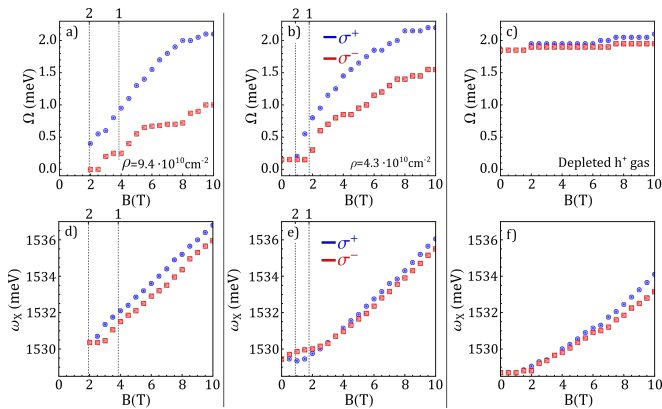 2 1
a)
2.0
1.5
1.0
0.5
0.0
Ω (meV)
ρ=9.4·10¹⁰cm⁻²
0 2 4 6 8 10
B(T)
2 1
b)
σ⁺
σ⁻
2.0
1.5
1.0
0.5
0.0
Ω (meV)
ρ=4.3·10¹⁰cm⁻²
0 2 4 6 8 10
B(T)
c)
2.0
1.5
1.0
0.5
0.0
Ω (meV)
Depleted h⁺ gas
0 2 4 6 8 10
B(T)
2 1
d)
1536
1534
1532
1530
ωX (meV)
0 2 4 6 8 10
B(T)
2 1
e)
σ⁺
σ⁻
1536
1534
1532
1530
ωX (meV)
0 2 4 6 8 10
B(T)
f)
1536
1534
1532
1530
ωX (meV)
0 2 4 6 8 10
B(T)